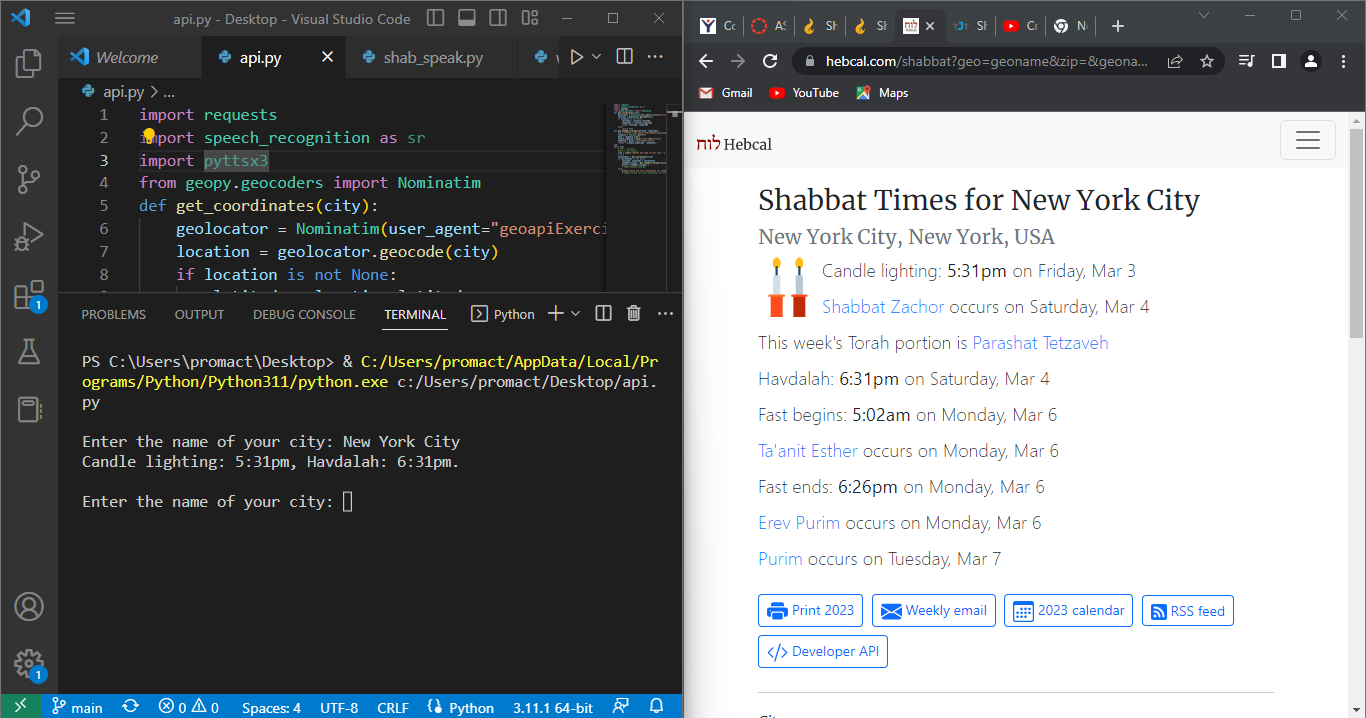 api.py - Desktop - Visual Studio Code
Welcome
api.py
shab_speak.py
api.py > ...
1 import requests
2 import speech_recognition as sr
3 import pyttsx3
4 from geopy.geocoders import Nominatim
5 def get_coordinates(city):
6 geolocator = Nominatim(user_agent="geoapiExerci
7 location = geolocator.geocode(city)
8 if location is not None:
PROBLEMS OUTPUT DEBUG CONSOLE TERMINAL Python
PS C:\Users\promact\Desktop> & C:/Users/promact/AppData/Local/Pr
ograms/Python/Python311/python.exe c:/Users/promact/Desktop/api.
py
Enter the name of your city: New York City
Candle lighting: 5:31pm, Havdalah: 6:31pm.
Enter the name of your city:
1
1
main 0 0 Spaces: 4 UTF-8 CRLF Python 3.11.1 64-bit
Cc AS Sh Sh TJT Sh Cr N
hebcal.com/shabbat?geo=geoname&zip=&geona...
Gmail YouTube Maps
לוח Hebcal
Shabbat Times for New York City
New York City, New York, USA
Candle lighting: 5:31pm on Friday, Mar 3
Shabbat Zachor occurs on Saturday, Mar 4
This week's Torah portion is Parashat Tetzaveh
Havdalah: 6:31pm on Saturday, Mar 4
Fast begins: 5:02am on Monday, Mar 6
Ta'anit Esther occurs on Monday, Mar 6
Fast ends: 6:26pm on Monday, Mar 6
Erev Purim occurs on Monday, Mar 6
Purim occurs on Tuesday, Mar 7
Print 2023 Weekly email 2023 calendar RSS feed
Developer API